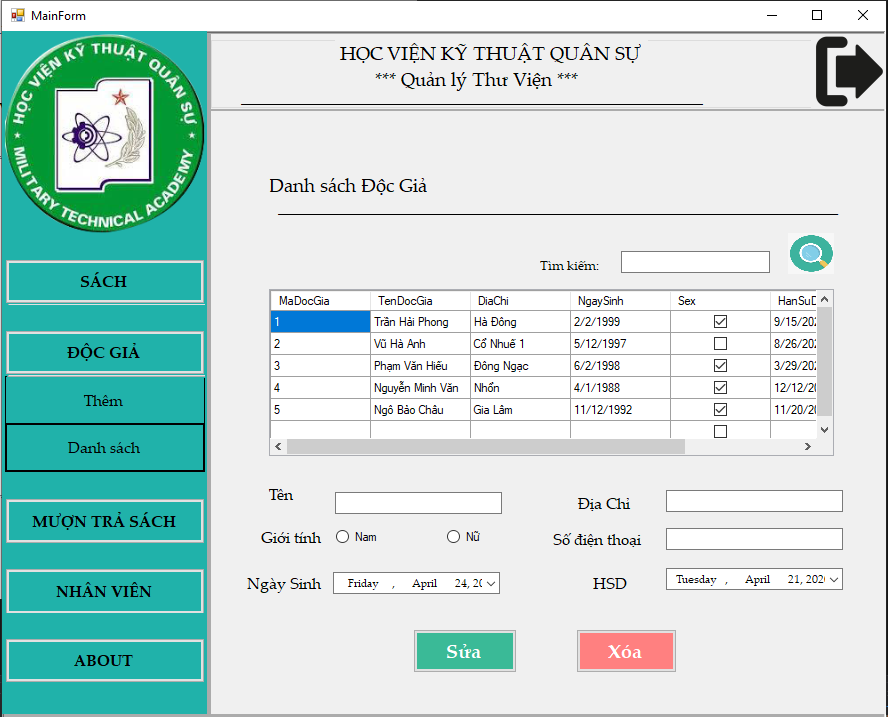 MainForm
HỌC VIỆN KỸ THUẬT QUÂN SỰ
MILITARY TECHNICAL ACADEMY
HỌC VIỆN KỸ THUẬT QUÂN SỰ
*** Quản lý Thư Viện ***
SÁCH
ĐỘC GIẢ
Thêm
Danh sách
MƯỢN TRẢ SÁCH
NHÂN VIÊN
ABOUT
Danh sách Độc Giả
Tìm kiếm:
MaDocGia TenDocGia DiaChi NgaySinh Sex HanSuD
1 Trần Hải Phong Hà Đông 2/2/1999 9/15/202
2 Vũ Hà Anh Cổ Nhuế 1 5/12/1997 8/26/202
3 Phạm Văn Hiếu Đông Ngạc 6/2/1998 3/29/202
4 Nguyễn Minh Văn Nhổn 4/1/1988 12/12/20
5 Ngô Bảo Châu Gia Lâm 11/12/1992 11/20/20
Tên Địa Chỉ
Giới tính Nam Nữ Số điện thoại
Ngày Sinh Friday , April 24, 20 HSD Tuesday , April 21, 2020
Sửa Xóa